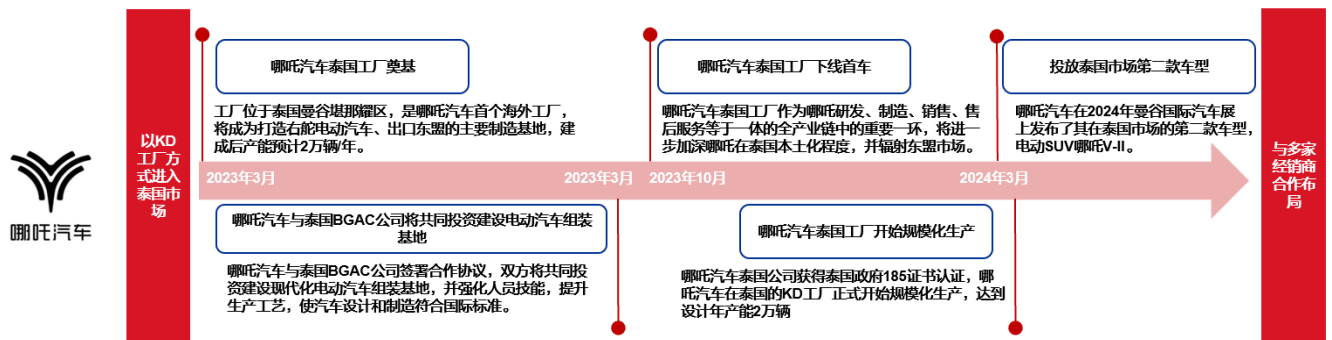 哪吒汽车
以KD
工厂方
式进入
泰国市
场
哪吒汽车泰国工厂奠基
工厂位于泰国曼谷堪那耀区，是哪吒汽车首个海外工厂，
将成为打造右舵电动汽车、出口东盟的主要制造基地，建
成后产能预计2万辆/年。
哪吒汽车泰国工厂下线首车
哪吒汽车泰国工厂作为哪吒研发、制造、销售、售
后服务等于一体的全产业链中的重要一环，将进一
步加深哪吒在泰国本土化程度，并辐射东盟市场。
投放泰国市场第二款车型
哪吒汽车在2024年曼谷国际汽车展
上发布了其在泰国市场的第二款车型，
电动SUV哪吒V-II。
2023年3月
2023年3月
2023年10月
2024年3月
哪吒汽车与泰国BGAC公司将共同投资建设电动汽车组装
基地
哪吒汽车与泰国BGAC公司签署合作协议，双方将共同投
资建设现代化电动汽车组装基地，并强化人员技能，提升
生产工艺，使汽车设计和制造符合国际标准。
哪吒汽车泰国工厂开始规模化生产
哪吒汽车泰国公司获得泰国政府185证书认证，哪
吒汽车在泰国的KD工厂正式开始规模化生产，达到
设计年产能2万辆
与多家
经销商
合作布
局